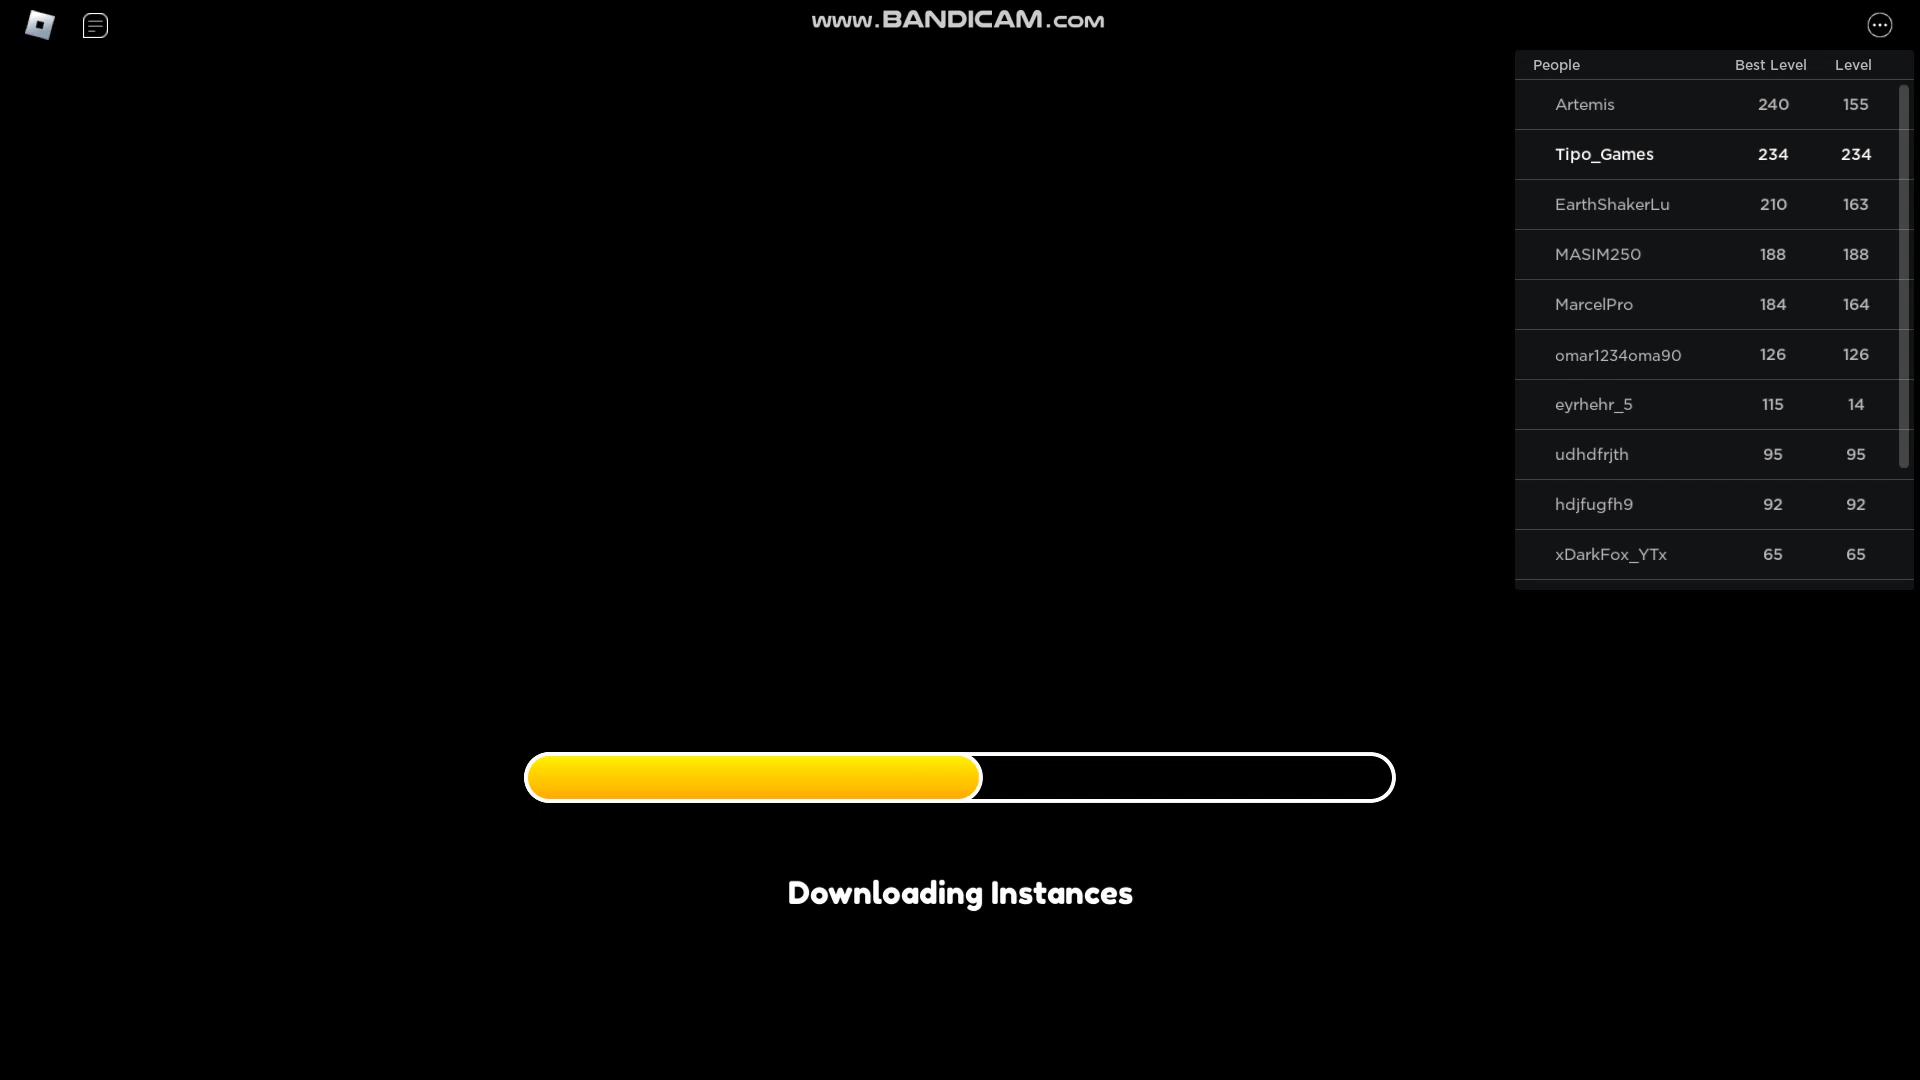 www.BANDICAM.com
People Best Level Level
Artemis 240 155
Tipo_Games 234 234
EarthShakerLu 210 163
MASIM250 188 188
MarcelPro 184 164
omar1234oma90 126 126
eyrhehr_5 115 14
udhdfrjth 95 95
hdjfugfh9 92 92
xDarkFox_YTx 65 65
Downloading Instances